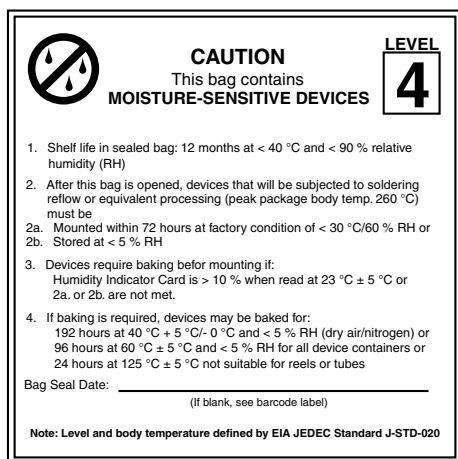 LEVEL
CAUTION
This bag contains
MOISTURE-SENSITIVE DEVICES
4
1. Shelf life in sealed bag: 12 months at < 40 °C and < 90 % relative
humidity (RH)
2. After this bag is opened, devices that will be subjected to soldering
reflow or equivalent processing (peak package body temp. 260 °C)
must be
2a. Mounted within 72 hours at factory condition of < 30 °C/60 % RH or
2b. Stored at < 5 % RH
3. Devices require baking befor mounting if:
Humidity Indicator Card is > 10 % when read at 23 °C ± 5 °C or
2a. or 2b. are not met.
4. If baking is required, devices may be baked for:
192 hours at 40 °C + 5 °C/- 0 °C and < 5 % RH (dry air/nitrogen) or
96 hours at 60 °C ± 5 °C and < 5 % RH for all device containers or
24 hours at 125 °C ± 5 °C not suitable for reels or tubes
Bag Seal Date:
(If blank, see barcode label)
Note: Level and body temperature defined by EIA JEDEC Standard J-STD-020